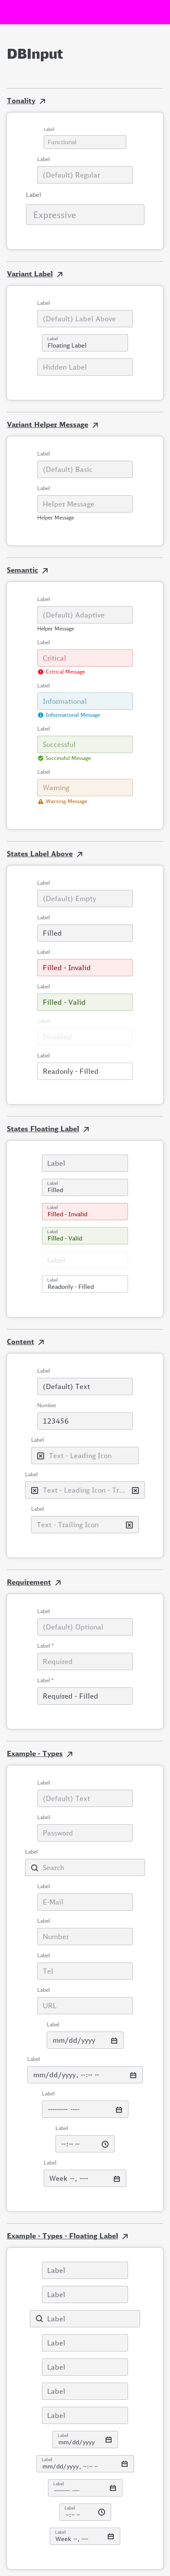 DBInput
Tonality
Label
Functional
Label
(Default) Regular
Label
Expressive
Variant Label
Label
(Default) Label Above
Label
Floating Label
Hidden Label
Variant Helper Message
Label
(Default) Basic
Label
Helper Message
Helper Message
Semantic
Label
(Default) Adaptive
Helper Message
Label
Critical
Critical Message
Label
Informational
Informational Message
Label
Successful
Successful Message
Label
Warning
Warning Message
States Label Above
Label
(Default) Empty
Label
Filled
Label
Filled - Invalid
Label
Filled - Valid
Label
Disabled
Label
Readonly - Filled
States Floating Label
Label
Label
Filled
Label
Filled - Invalid
Label
Filled - Valid
Label
Label
Readonly - Filled
Content
Label
(Default) Text
Number
123456
Label
Text - Leading Icon
Label
Text - Leading Icon - Tr...
Label
Text - Trailing Icon
Requirement
Label
(Default) Optional
Label *
Required
Label *
Required - Filled
Example - Types
Label
(Default) Text
Label
Password
Label
Search
Label
E-Mail
Label
Number
Label
Tel
Label
URL
Label
mm/dd/yyyy
Label
mm/dd/yyyy, --:-- --
Label
--------- ----
Label
--:-- --
Label
Week --, ----
Example - Types - Floating Label
Label
Label
Label
Label
Label
Label
Label
Label
mm/dd/yyyy
Label
mm/dd/yyyy, --:-- --
Label
--------- ----
Label
--:-- --
Label
Week --, ----